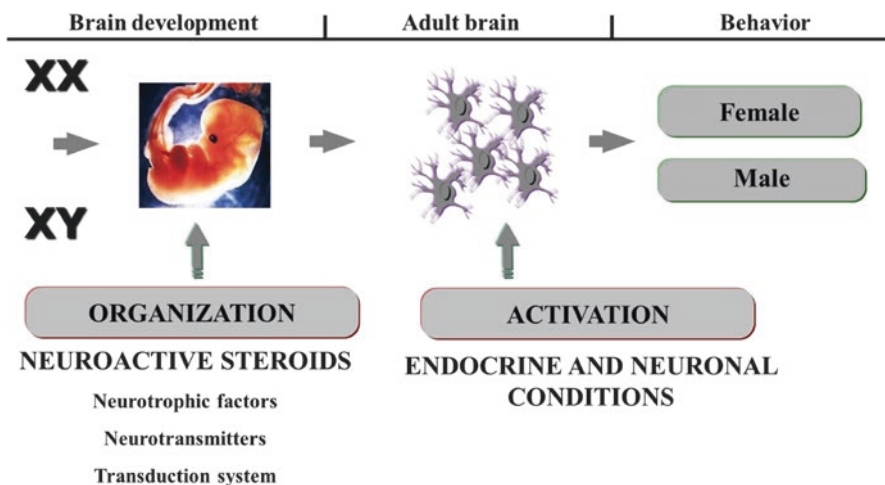 Brain development
Adult brain
Behavior
XX
XY
Female
Male
ORGANIZATION
NEUROACTIVE STEROIDS
Neurotrophic factors
Neurotransmitters
Transduction system
ACTIVATION
ENDOCRINE AND NEURONAL
CONDITIONS